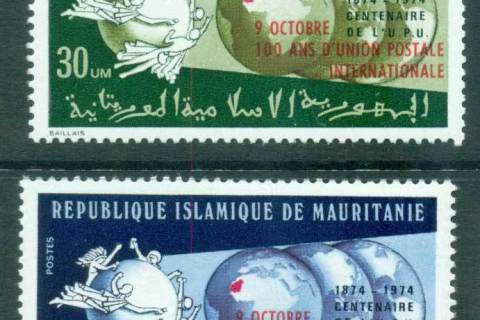 1874 - 1974
CENTENAIRE
DE L'U.P.U.
9 OCTOBRE
100 ANS D'UNION POSTALE
INTERNATIONALE
30 UM
الجمهورية الإسلامية الموريتانية
BAILLAIS
REPUBLIQUE ISLAMIQUE DE MAURITANIE
POSTES
1874 - 1974
CENTENAIRE
9 OCTOBRE